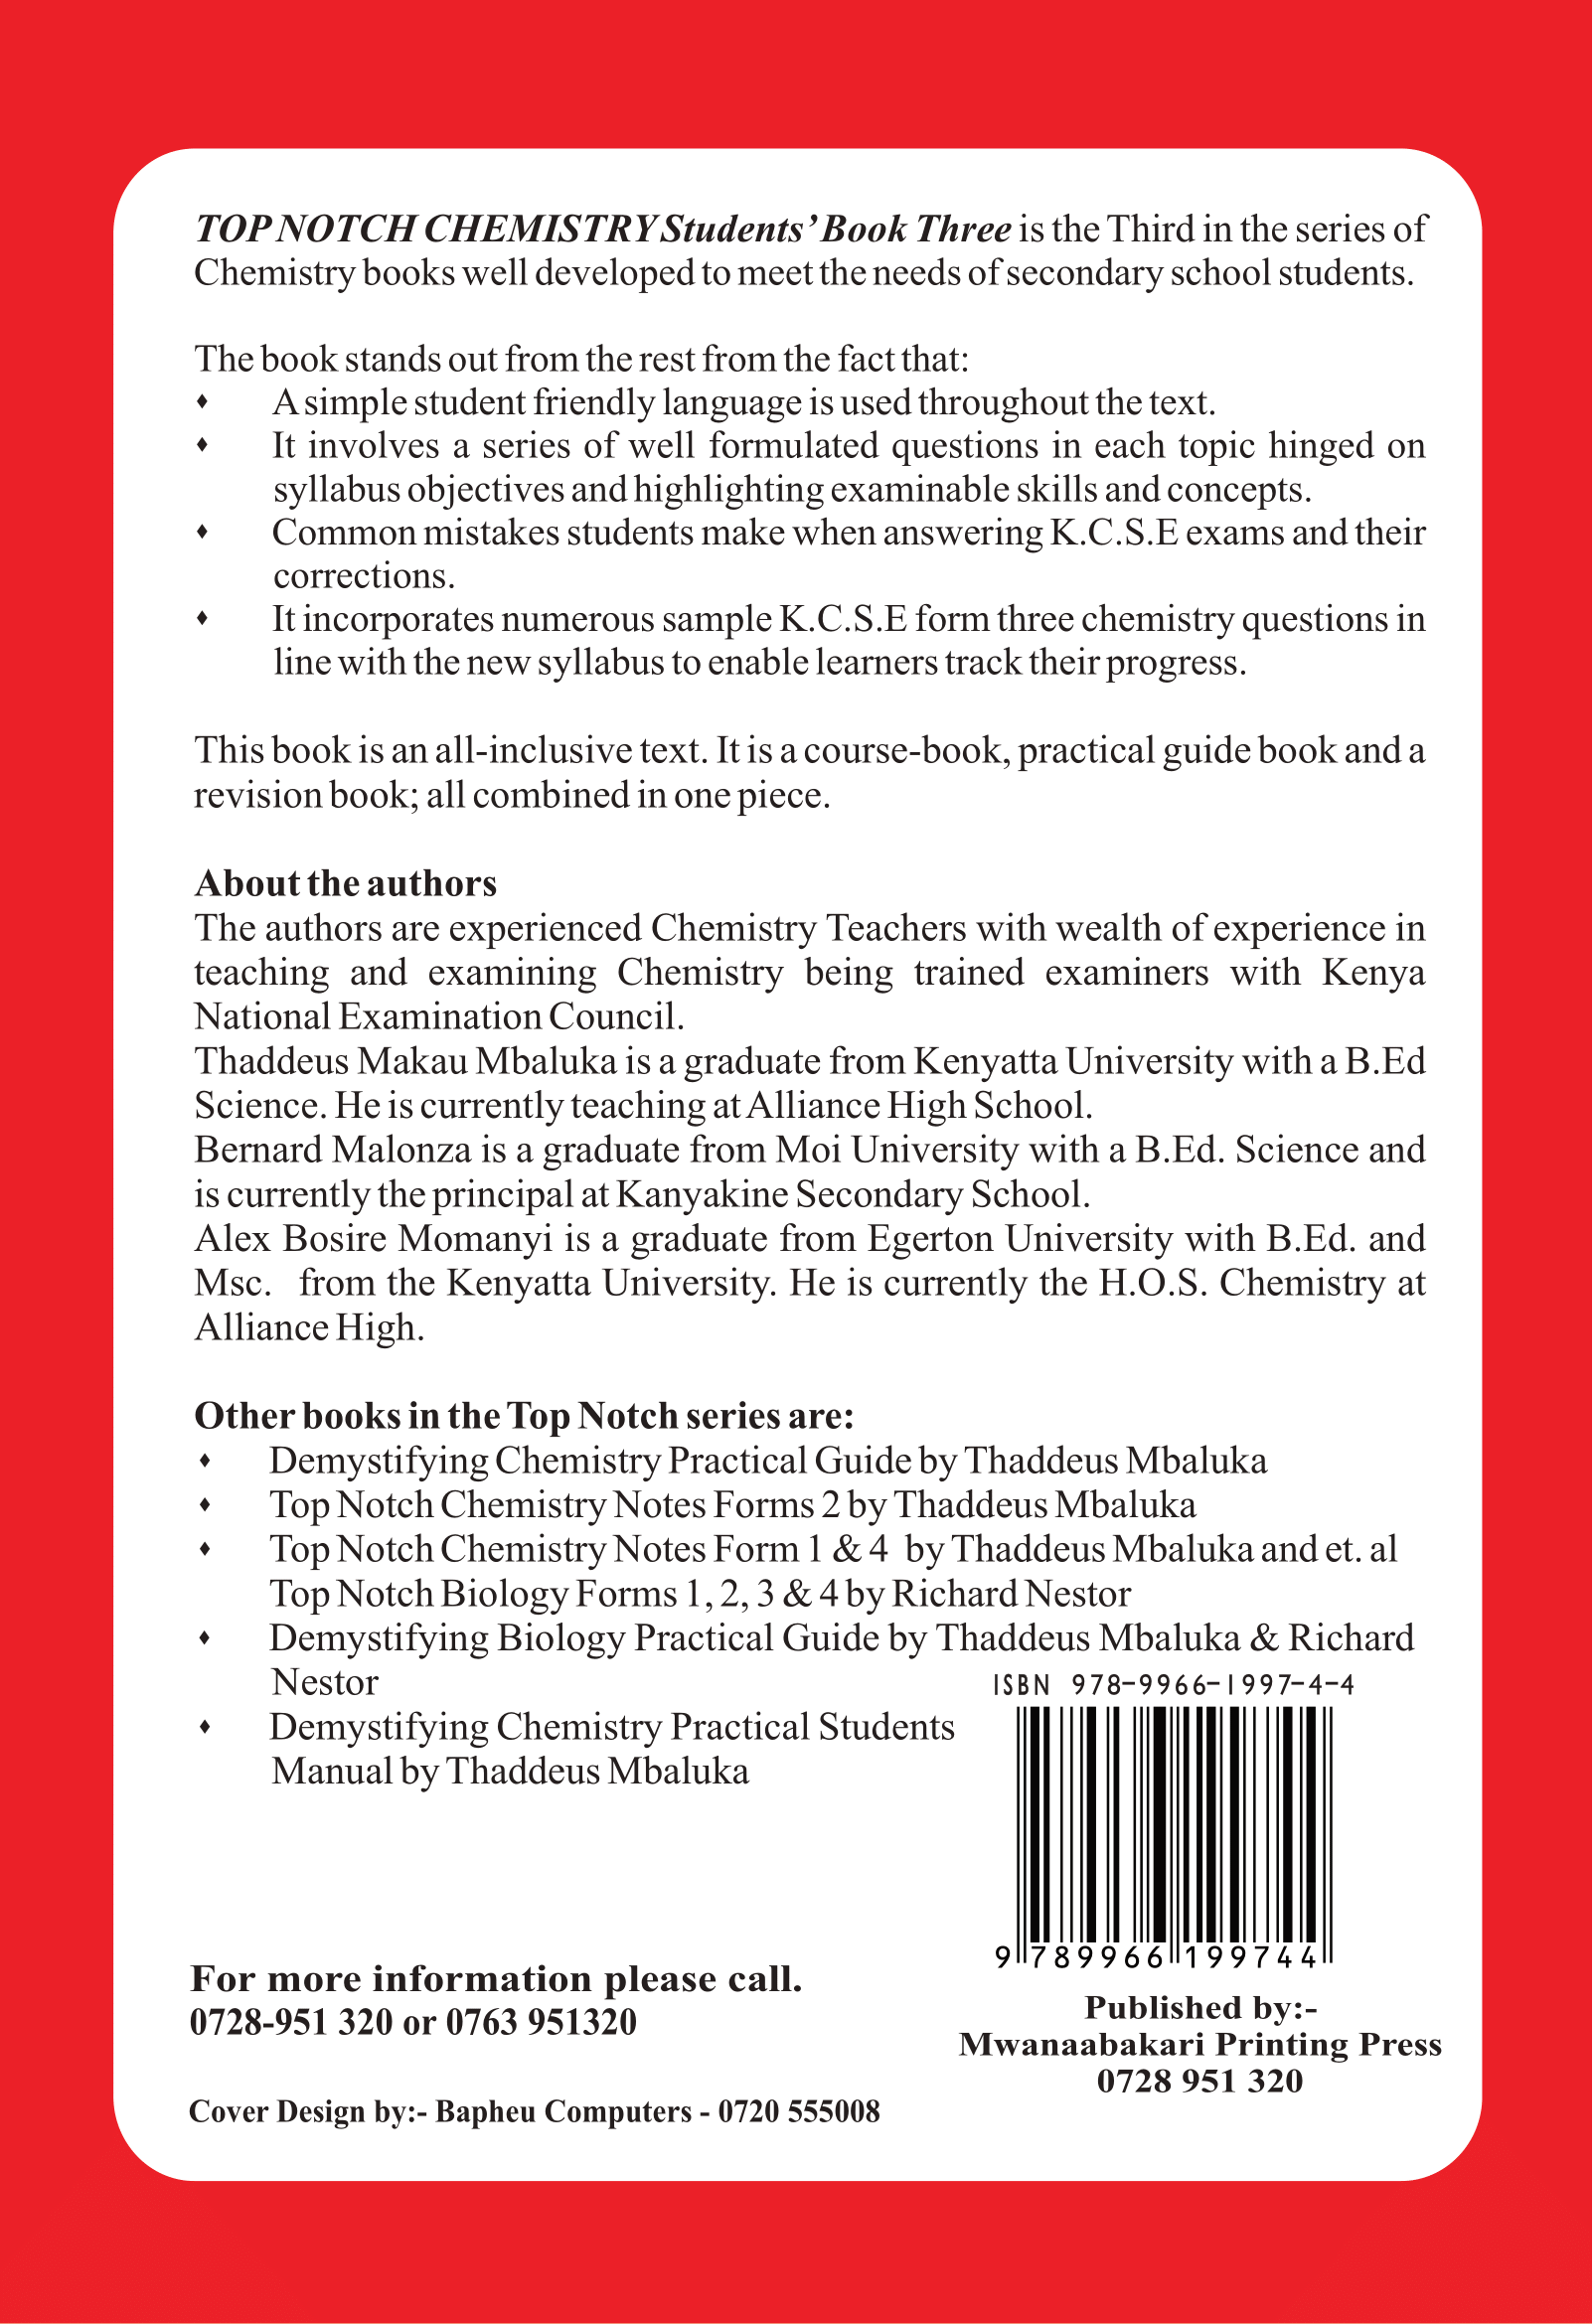 TOP NOTCH CHEMISTRY Students' Book Three is the Third in the series of
Chemistry books well developed to meet the needs of secondary school students.
The book stands out from the rest from the fact that:
⬧ A simple student friendly language is used throughout the text.
⬧ It involves a series of well formulated questions in each topic hinged on
syllabus objectives and highlighting examinable skills and concepts.
⬧ Common mistakes students make when answering K.C.S.E exams and their
corrections.
⬧ It incorporates numerous sample K.C.S.E form three chemistry questions in
line with the new syllabus to enable learners track their progress.
This book is an all-inclusive text. It is a course-book, practical guide book and a
revision book; all combined in one piece.
About the authors
The authors are experienced Chemistry Teachers with wealth of experience in
teaching and examining Chemistry being trained examiners with Kenya
National Examination Council.
Thaddeus Makau Mbaluka is a graduate from Kenyatta University with a B.Ed
Science. He is currently teaching at Alliance High School.
Bernard Malonza is a graduate from Moi University with a B.Ed. Science and
is currently the principal at Kanyakine Secondary School.
Alex Bosire Momanyi is a graduate from Egerton University with B.Ed. and
Msc. from the Kenyatta University. He is currently the H.O.S. Chemistry at
Alliance High.
Other books in the Top Notch series are:
⬧ Demystifying Chemistry Practical Guide by Thaddeus Mbaluka
⬧ Top Notch Chemistry Notes Forms 2 by Thaddeus Mbaluka
⬧ Top Notch Chemistry Notes Form 1 & 4 by Thaddeus Mbaluka and et. al
Top Notch Biology Forms 1, 2, 3 & 4 by Richard Nestor
⬧ Demystifying Biology Practical Guide by Thaddeus Mbaluka & Richard
Nestor
⬧ Demystifying Chemistry Practical Students
Manual by Thaddeus Mbaluka
ISBN 978-9966-1997-4-4
9 789966 199744
For more information please call.
0728-951 320 or 0763 951320
Published by:-
Mwanaabakari Printing Press
0728 951 320
Cover Design by:- Bapheu Computers - 0720 555008